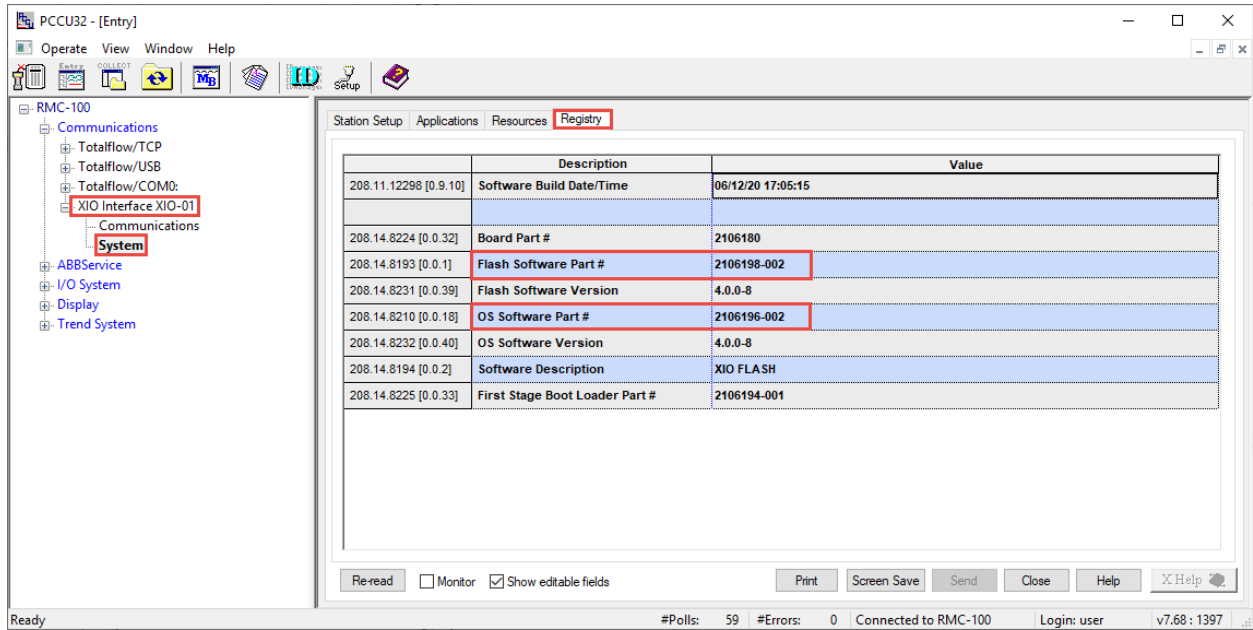 PCCU32 - [Entry]
Operate View Window Help
Entry COLLECT MB ID Setup
RMC-100
Communications
Totalflow/TCP
Totalflow/USB
Totalflow/COM0:
XIO Interface XIO-01
Communications
System
ABBService
I/O System
Display
Trend System
Station Setup Applications Resources Registry
Description Value
208.11.12298 [0.9.10] Software Build Date/Time 06/12/20 17:05:15
208.14.8224 [0.0.32] Board Part # 2106180
208.14.8193 [0.0.1] Flash Software Part # 2106198-002
208.14.8231 [0.0.39] Flash Software Version 4.0.0-8
208.14.8210 [0.0.18] OS Software Part # 2106196-002
208.14.8232 [0.0.40] OS Software Version 4.0.0-8
208.14.8194 [0.0.2] Software Description XIO FLASH
208.14.8225 [0.0.33] First Stage Boot Loader Part # 2106194-001
Re-read Monitor Show editable fields Print Screen Save Send Close Help X Help
Ready #Polls: 59 #Errors: 0 Connected to RMC-100 Login: user v7.68 : 1397